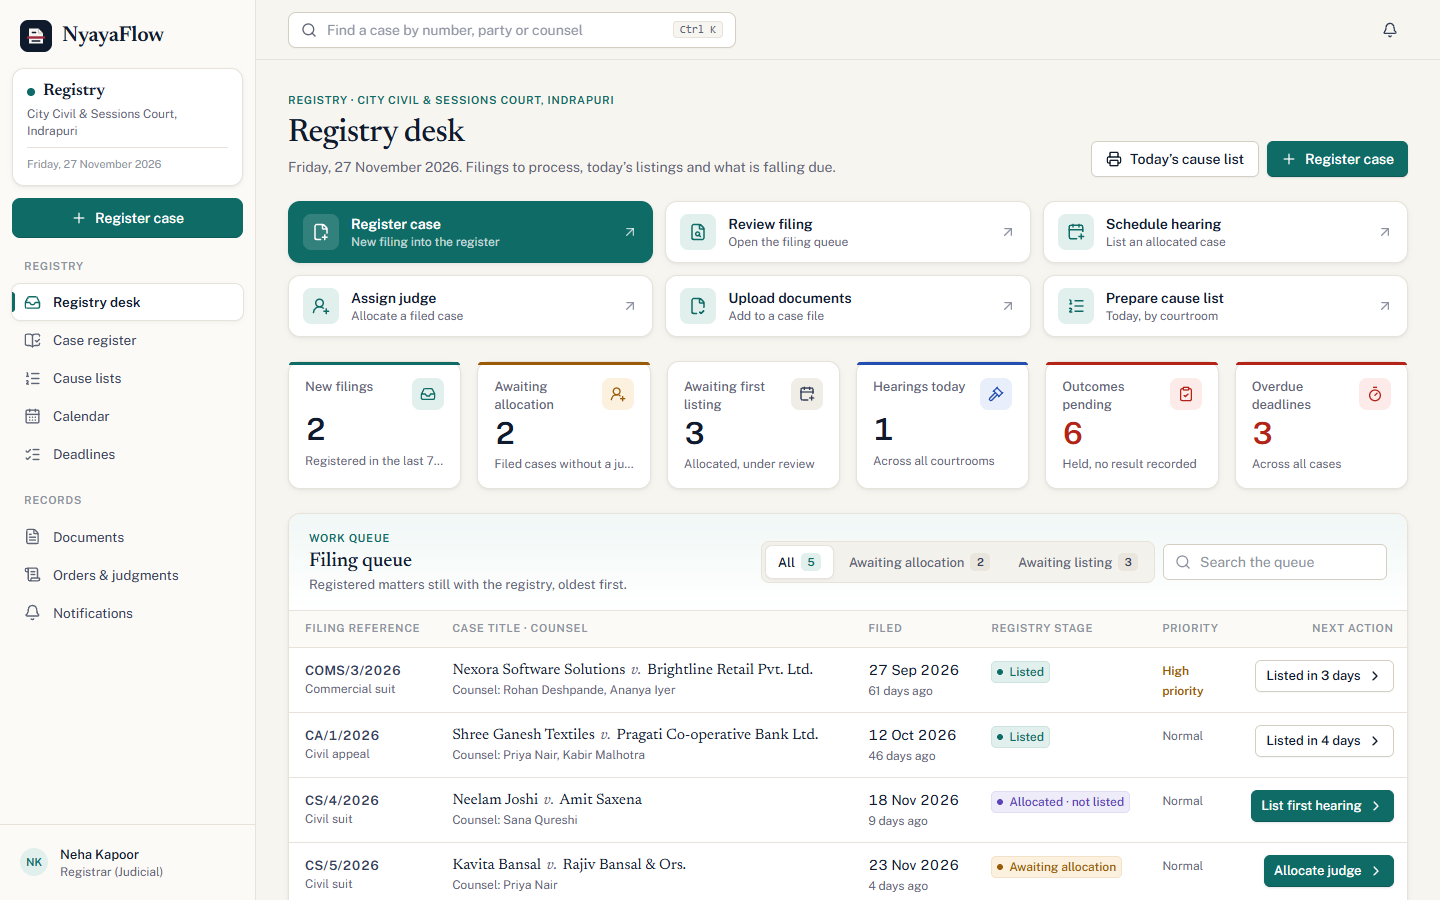 NyayaFlow
Registry
City Civil & Sessions Court,
Indrapuri
Friday, 27 November 2026
Register case
REGISTRY
Registry desk
Case register
Cause lists
Calendar
Deadlines
RECORDS
Documents
Orders & judgments
Notifications
NK
Neha Kapoor
Registrar (Judicial)
Find a case by number, party or counsel
Ctrl K
REGISTRY · CITY CIVIL & SESSIONS COURT, INDRAPURI
Registry desk
Friday, 27 November 2026. Filings to process, today's listings and what is falling due.
Today's cause list
Register case
Register case
New filing into the register
Review filing
Open the filing queue
Schedule hearing
List an allocated case
Assign judge
Allocate a filed case
Upload documents
Add to a case file
Prepare cause list
Today, by courtroom
New filings
2
Registered in the last 7...
Awaiting
allocation
2
Filed cases without a ju...
Awaiting first
listing
3
Allocated, under review
Hearings today
1
Across all courtrooms
Outcomes
pending
6
Held, no result recorded
Overdue
deadlines
3
Across all cases
WORK QUEUE
Filing queue
Registered matters still with the registry, oldest first.
All 5
Awaiting allocation 2
Awaiting listing 3
Search the queue
FILING REFERENCE CASE TITLE · COUNSEL FILED REGISTRY STAGE PRIORITY NEXT ACTION
COMS/3/2026
Commercial suit
Nexora Software Solutions v. Brightline Retail Pvt. Ltd.
Counsel: Rohan Deshpande, Ananya Iyer
27 Sep 2026
61 days ago
Listed
High
priority
Listed in 3 days
CA/1/2026
Civil appeal
Shree Ganesh Textiles v. Pragati Co-operative Bank Ltd.
Counsel: Priya Nair, Kabir Malhotra
12 Oct 2026
46 days ago
Listed
Normal
Listed in 4 days
CS/4/2026
Civil suit
Neelam Joshi v. Amit Saxena
Counsel: Sana Qureshi
18 Nov 2026
9 days ago
Allocated · not listed
Normal
List first hearing
CS/5/2026
Civil suit
Kavita Bansal v. Rajiv Bansal & Ors.
Counsel: Priya Nair
23 Nov 2026
4 days ago
Awaiting allocation
Normal
Allocate judge